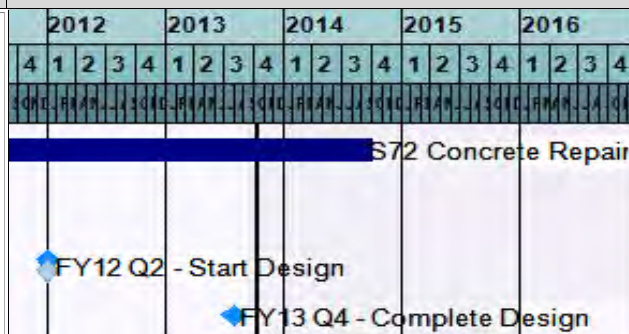 2012 2013 2014 2015 2016
4 1 2 3 4 1 2 3 4 1 2 3 4 1 2 3 4 1 2 3 4
S72 Concrete Repair
FY12 Q2 - Start Design
FY13 Q4 - Complete Design